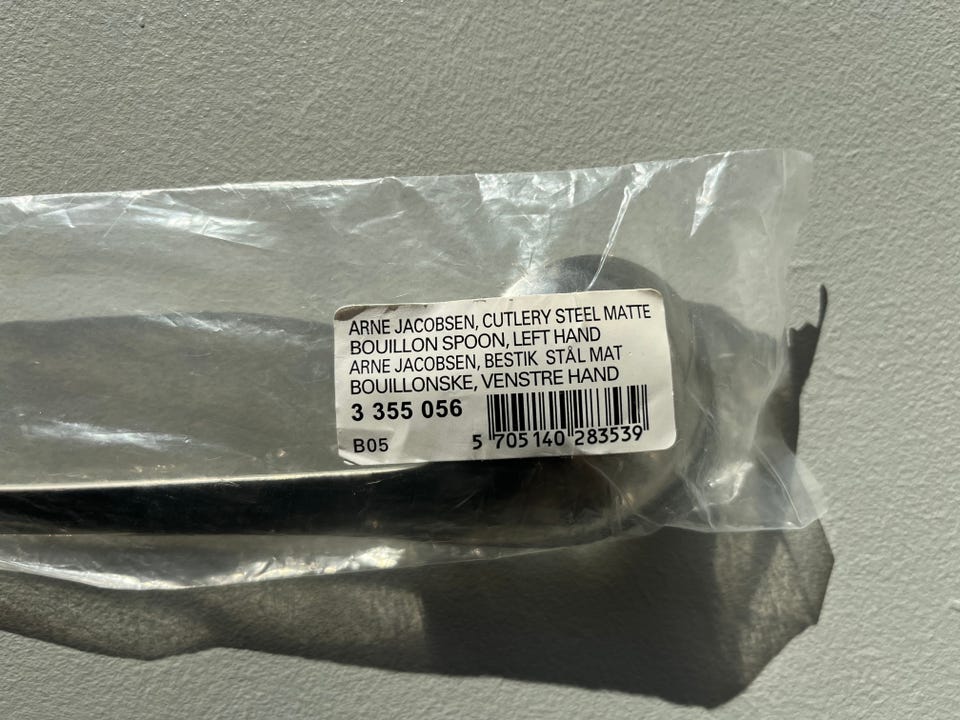 ARNE JACOBSEN, CUTLERY STEEL MATTE
BOUILLON SPOON, LEFT HAND
ARNE JACOBSEN, BESTIK STÅL MAT
BOUILLONSKE, VENSTRE HAND
3 355 056
B05
5 705140 283539